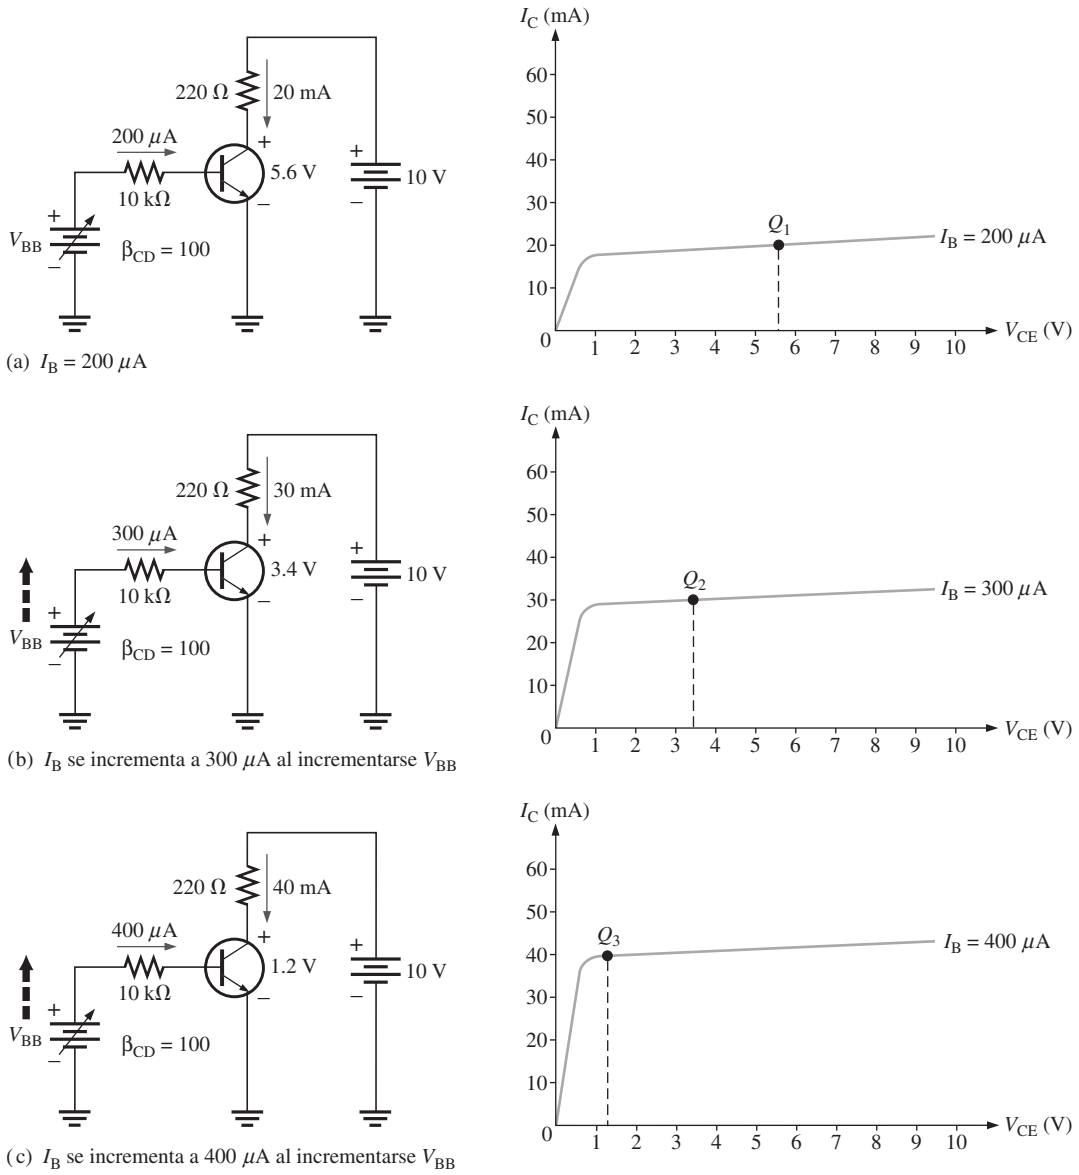 I_C (mA)
220 Ω
20 mA
200 μA
+
5.6 V
−
10 kΩ
+
10 V
−
+
V_BB
−
β_CD = 100
60
50
40
30
20
10
0
Q_1
I_B = 200 μA
1 2 3 4 5 6 7 8 9 10
V_CE (V)
(a) I_B = 200 μA
I_C (mA)
220 Ω
30 mA
300 μA
+
3.4 V
−
10 kΩ
+
10 V
−
+
V_BB
−
β_CD = 100
60
50
40
30
20
10
0
Q_2
I_B = 300 μA
1 2 3 4 5 6 7 8 9 10
V_CE (V)
(b) I_B se incrementa a 300 μA al incrementarse V_BB
I_C (mA)
220 Ω
40 mA
400 μA
+
1.2 V
−
10 kΩ
+
10 V
−
+
V_BB
−
β_CD = 100
60
50
40
30
20
10
0
Q_3
I_B = 400 μA
1 2 3 4 5 6 7 8 9 10
V_CE (V)
(c) I_B se incrementa a 400 μA al incrementarse V_BB